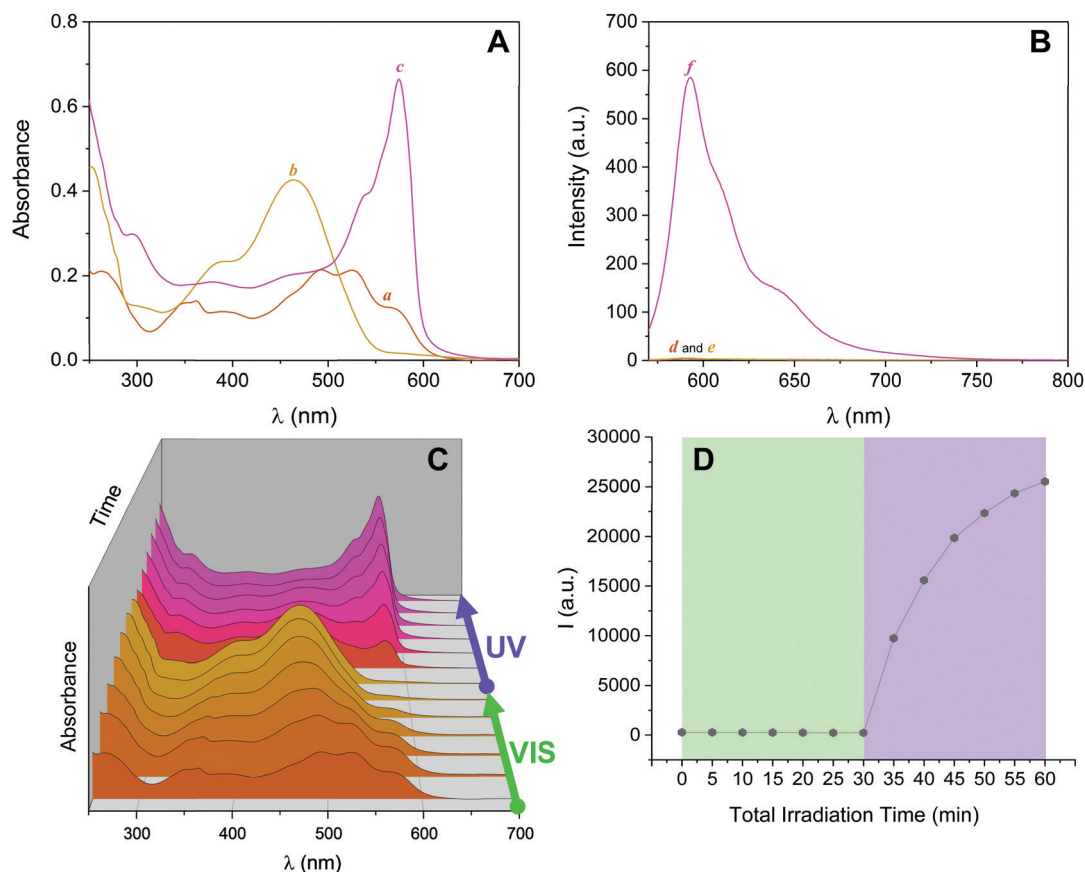 A
0.8
0.6
0.4
0.2
0.0
Absorbance
a
b
c
300 400 500 600 700
λ (nm)
B
700
600
500
400
300
200
100
0
Intensity (a.u.)
f
d and e
600 650 700 750 800
λ (nm)
C
Time
Absorbance
UV
VIS
300 400 500 600 700
λ (nm)
D
30000
25000
20000
15000
10000
5000
0
I (a.u.)
0 5 10 15 20 25 30 35 40 45 50 55 60
Total Irradiation Time (min)